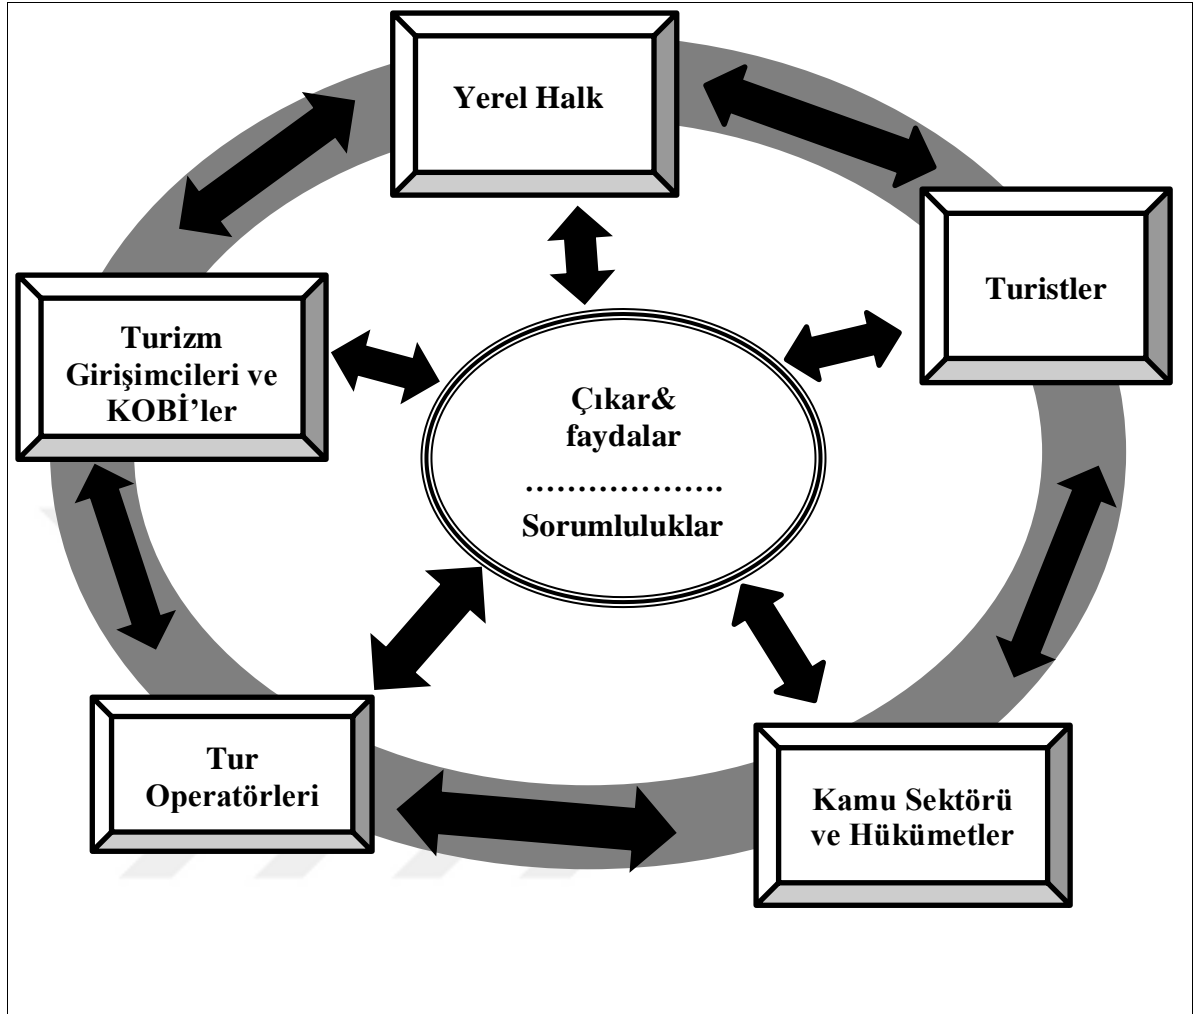 Yerel Halk
Turistler
Turizm
Girişimcileri ve
KOBİ’ler
Çıkar&
faydalar
………………….
Sorumluluklar
Tur
Operatörleri
Kamu Sektörü
ve Hükümetler